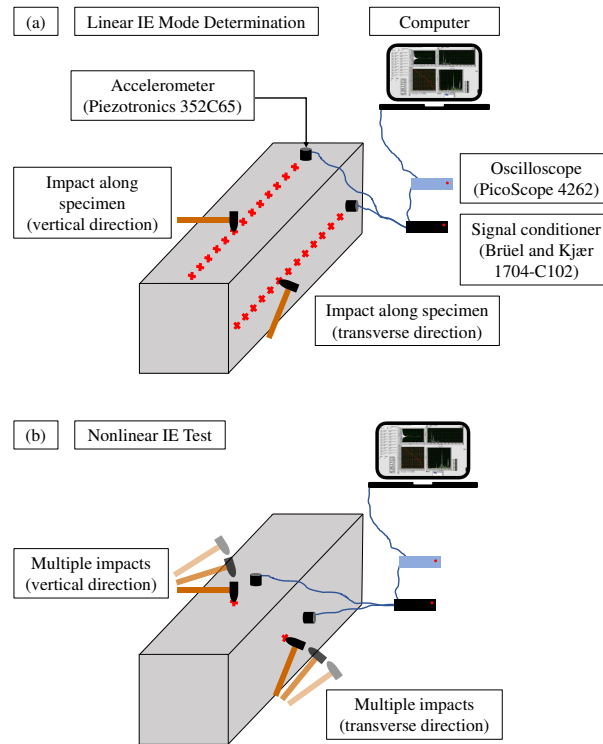 (a)
Linear IE Mode Determination
Computer
Accelerometer
(Piezotronics 352C65)
Impact along
specimen
(vertical direction)
Oscilloscope
(PicoScope 4262)
Signal conditioner
(Brüel and Kjær
1704-C102)
Impact along specimen
(transverse direction)
(b)
Nonlinear IE Test
Multiple impacts
(vertical direction)
Multiple impacts
(transverse direction)